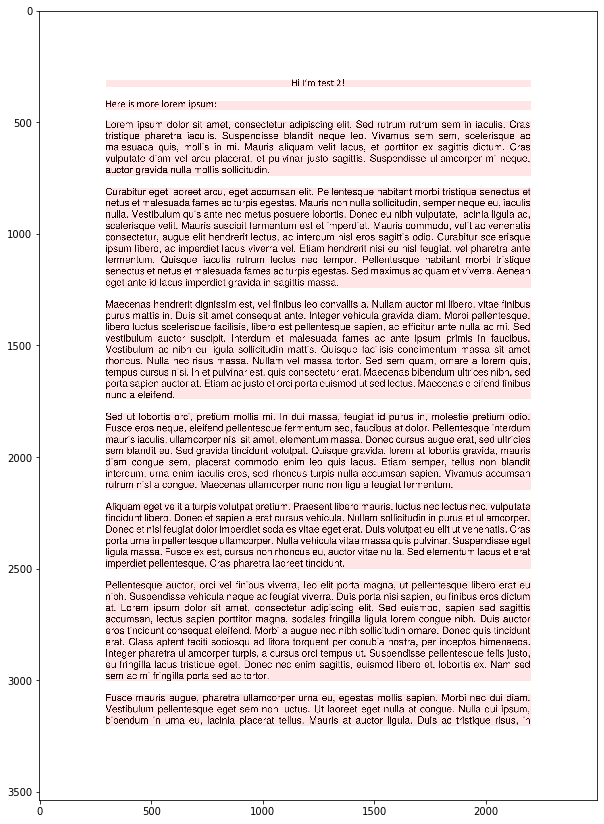 0
Hi I'm test 2!
Here is more lorem ipsum:
500
Lorem ipsum dolor sit amet, consectetur adipiscing elit. Sed rutrum rutrum sem in iaculis. Cras
tristique pharetra iaculis. Suspendisse blandit neque leo. Vivamus sem sem, scelerisque ac
malesuada quis, mollis in mi. Mauris aliquam velit lacus, et porttitor ex sagittis dictum. Cras
vulputate diam vel arcu placerat, et pulvinar justo sagittis. Suspendisse ullamcorper mi neque,
auctor gravida nulla mollis sollicitudin.
Curabitur eget laoreet arcu, eget accumsan elit. Pellentesque habitant morbi tristique senectus et
netus et malesuada fames ac turpis egestas. Mauris non nulla sollicitudin, semper neque eu, iaculis
nulla. Vestibulum quis ante nec metus posuere lobortis. Donec eu nibh vulputate, lacinia ligula ac,
scelerisque velit. Mauris suscipit fermentum est et imperdiet. Mauris commodo, velit ac venenatis
1000
consectetur, augue elit hendrerit lectus, ac interdum nisl eros sagittis odio. Curabitur scelerisque
ipsum libero, ac imperdiet lacus viverra vel. Etiam hendrerit nisi eu nisl feugiat, vel pharetra ante
fermentum. Quisque iaculis rutrum lectus nec tempor. Pellentesque habitant morbi tristique
senectus et netus et malesuada fames ac turpis egestas. Sed maximus ac quam et viverra. Aenean
eget ante id lacus imperdiet gravida in sagittis massa.
Maecenas hendrerit dignissim est, vel finibus leo convallis a. Nullam auctor mi libero, vitae finibus
purus mattis in. Duis sit amet consequat ante. Integer vehicula gravida diam. Morbi pellentesque,
libero luctus scelerisque facilisis, libero est pellentesque sapien, ac efficitur ante nulla ac mi. Sed
vestibulum auctor suscipit. Interdum et malesuada fames ac ante ipsum primis in faucibus.
1500
Vestibulum ac nibh eu ligula sollicitudin mattis. Quisque facilisis condimentum massa sit amet
rhoncus. Nulla nec risus massa. Nullam vel massa tortor. Sed sem quam, ornare a lorem quis,
tempus cursus nisi. In et pulvinar est, quis consectetur erat. Maecenas bibendum ultrices nibh, sed
porta sapien auctor at. Etiam ac justo et orci porta euismod ut sed lectus. Maecenas eleifend finibus
nunc a eleifend.
Sed ut lobortis orci, pretium mollis mi. In dui massa, feugiat id purus in, molestie pretium odio.
Fusce eros neque, eleifend pellentesque fermentum sed, faucibus at dolor. Pellentesque interdum
mauris iaculis, ullamcorper nisi sit amet, elementum massa. Donec cursus augue erat, sed ultricies
sem blandit eu. Sed gravida tincidunt volutpat. Quisque gravida, lorem at lobortis gravida, mauris
2000
diam congue sem, placerat commodo enim leo quis lacus. Etiam semper, tellus non blandit
interdum, urna enim iaculis eros, sed rhoncus turpis nulla accumsan sapien. Vivamus accumsan
rutrum nisl a congue. Maecenas ullamcorper nunc non ligula feugiat fermentum.
Aliquam eget velit a turpis volutpat pretium. Praesent libero mauris, luctus nec lectus nec, vulputate
tincidunt libero. Donec et sapien a erat cursus vehicula. Nullam sollicitudin in purus et ullamcorper.
Donec et nisl feugiat dolor imperdiet sodales vitae eget erat. Duis volutpat elit ut venenatis. Cras
porta urna in pellentesque ullamcorper. Nulla vehicula vitae massa quis pulvinar. Suspendisse eget
ligula massa. Fusce ex est, cursus non rhoncus eu, auctor vitae nulla. Sed elementum lacus et erat
2500
imperdiet pellentesque. Cras pharetra laoreet tincidunt.
Pellentesque auctor, orci vel finibus viverra, leo elit porta magna, ut pellentesque libero erat eu
nibh. Suspendisse vehicula neque ac feugiat viverra. Duis porta nisi sapien, eu finibus eros dictum
at. Lorem ipsum dolor sit amet, consectetur adipiscing elit. Sed euismod, sapien sed sagittis
accumsan, lectus sapien porttitor magna, sodales fringilla ligula lorem congue nibh. Duis auctor
eros tincidunt consequat eleifend. Morbi a augue nec nibh sollicitudin ornare. Donec quis tincidunt
erat. Class aptent taciti sociosqu ad litora torquent per conubia nostra, per inceptos himenaeos.
Integer pharetra ullamcorper turpis, a cursus orci tempus ut. Suspendisse pellentesque felis justo,
eu fringilla lacus tristique eget. Donec nec enim sagittis, euismod libero et, lobortis ex. Nam sed
3000
sem ac mi fringilla porta sed ac tortor.
Fusce mauris augue, pharetra ullamcorper urna eu, egestas mollis sapien. Morbi nec dui diam.
Vestibulum pellentesque eget sem non luctus. Ut laoreet eget nulla at congue. Nulla dui ipsum,
bibendum in urna eu, lacinia placerat tellus. Mauris at auctor ligula. Duis ac tristique risus, in
3500
0 500 1000 1500 2000